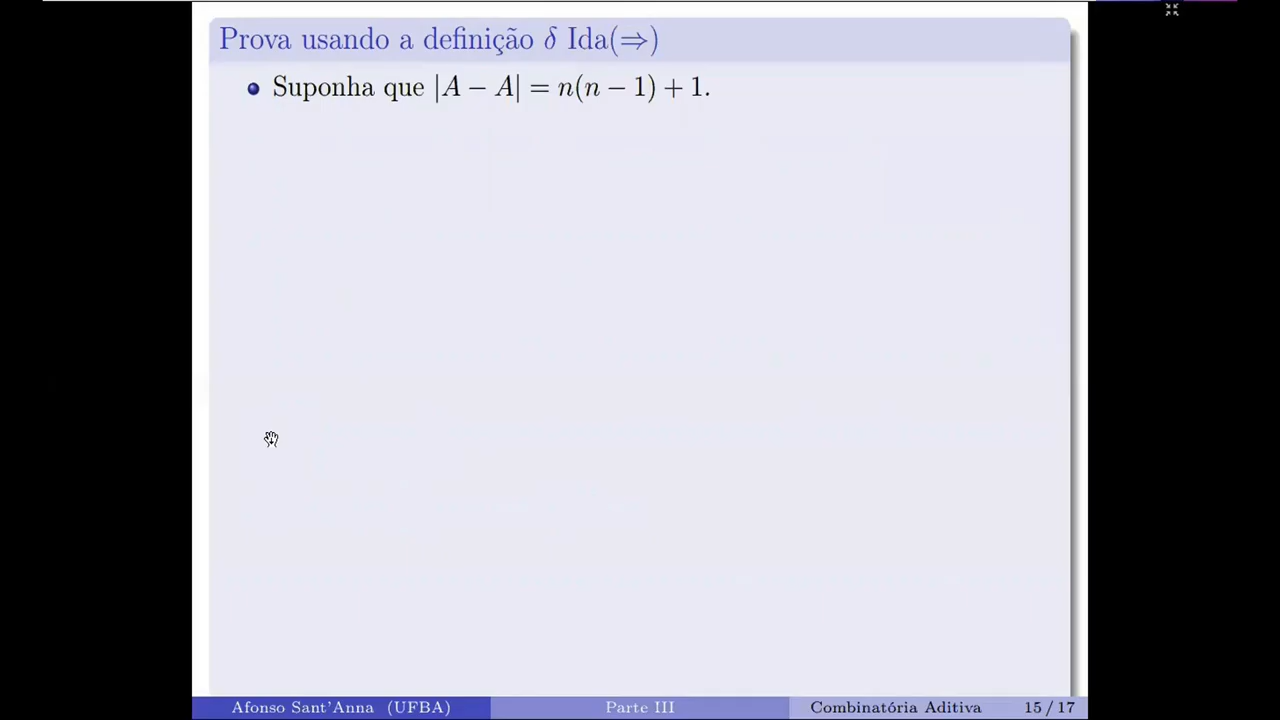 Prova usando a definição δ Ida(⇒)
Suponha que |A − A| = n(n − 1) + 1.
Afonso Sant'Anna (UFBA) Parte III Combinatória Aditiva 15 / 17